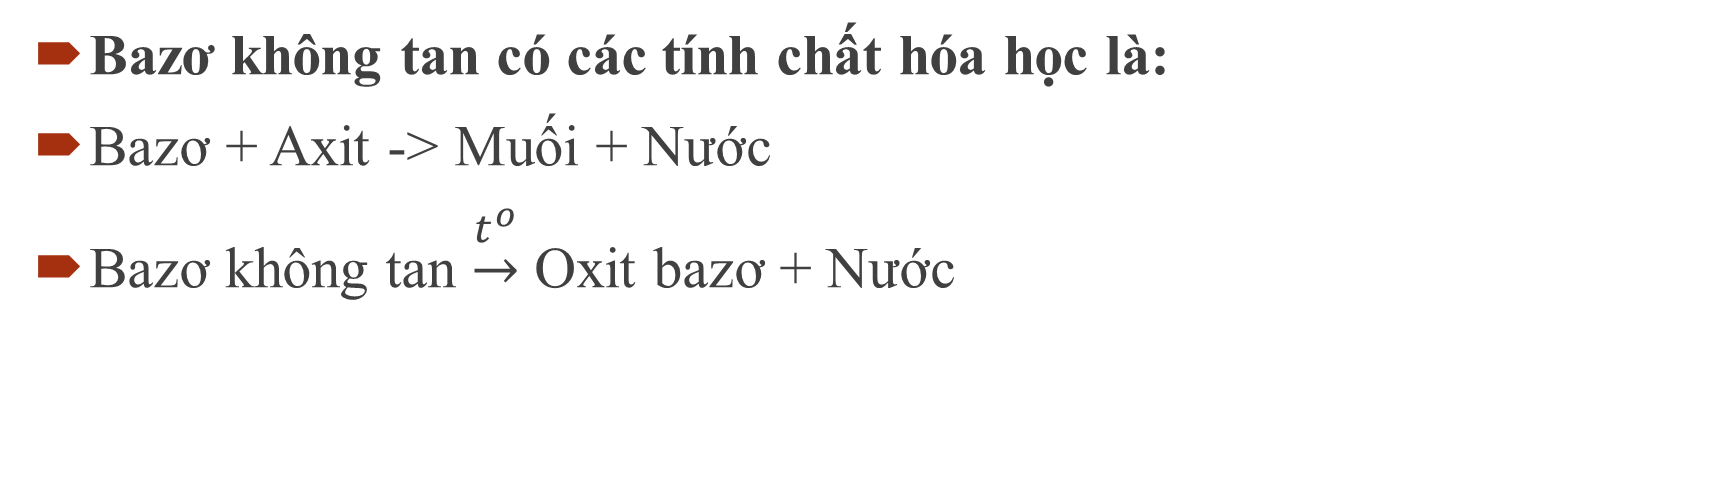 Bazơ không tan có các tính chất hóa học là:
Bazơ + Axit -> Muối + Nước
Bazơ không tan $\xrightarrow{t^o}$ Oxit bazơ + Nước